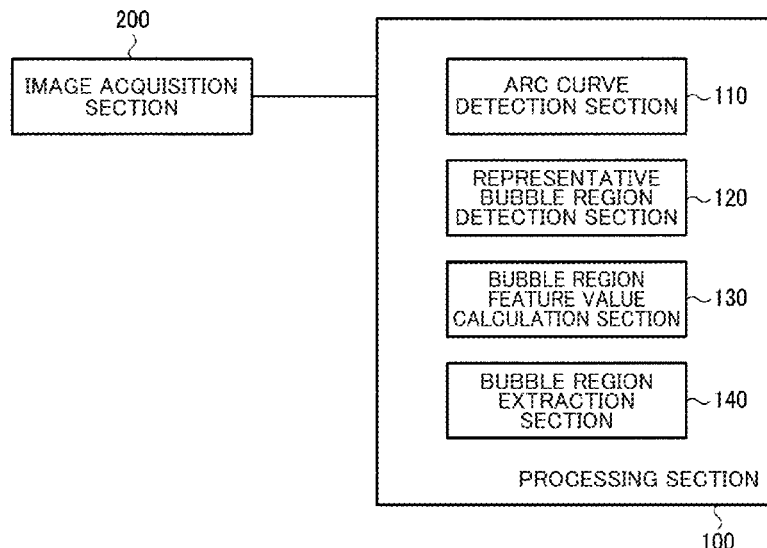 200
IMAGE ACQUISITION
SECTION
ARC CURVE
DETECTION SECTION
110
REPRESENTATIVE
BUBBLE REGION
DETECTION SECTION
120
BUBBLE REGION
FEATURE VALUE
CALCULATION SECTION
130
BUBBLE REGION
EXTRACTION
SECTION
140
PROCESSING SECTION
100